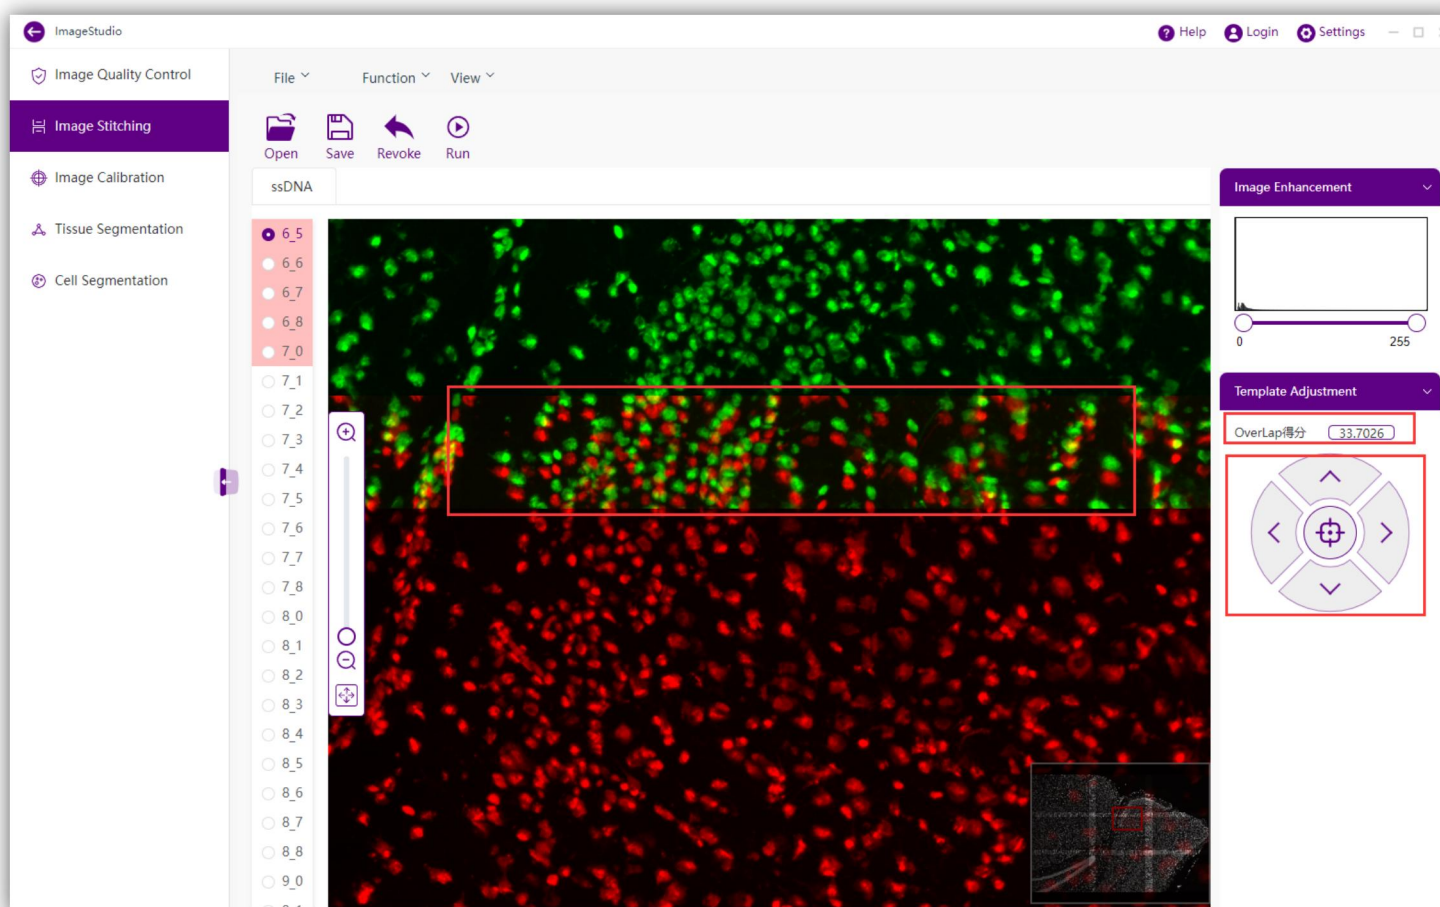 ImageStudio
Help Login Settings
Image Quality Control
Image Stitching
Image Calibration
Tissue Segmentation
Cell Segmentation
File Function View
Open Save Revoke Run
ssDNA
6_5
6_6
6_7
6_8
7_0
7_1
7_2
7_3
7_4
7_5
7_6
7_7
7_8
8_0
8_1
8_2
8_3
8_4
8_5
8_6
8_7
8_8
9_0
Image Enhancement
0 255
Template Adjustment
OverLap得分 33.7026